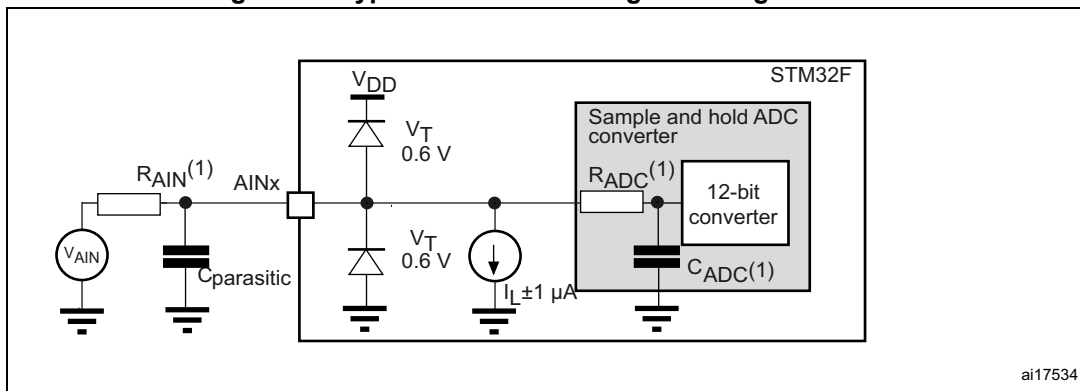 STM32F
VDD
VT
0.6 V
Sample and hold ADC
converter
RAIN(1)
AINx
RADC(1)
12-bit
converter
VAIN
VT
0.6 V
Cparasitic
IL±1 µA
CADC(1)
ai17534